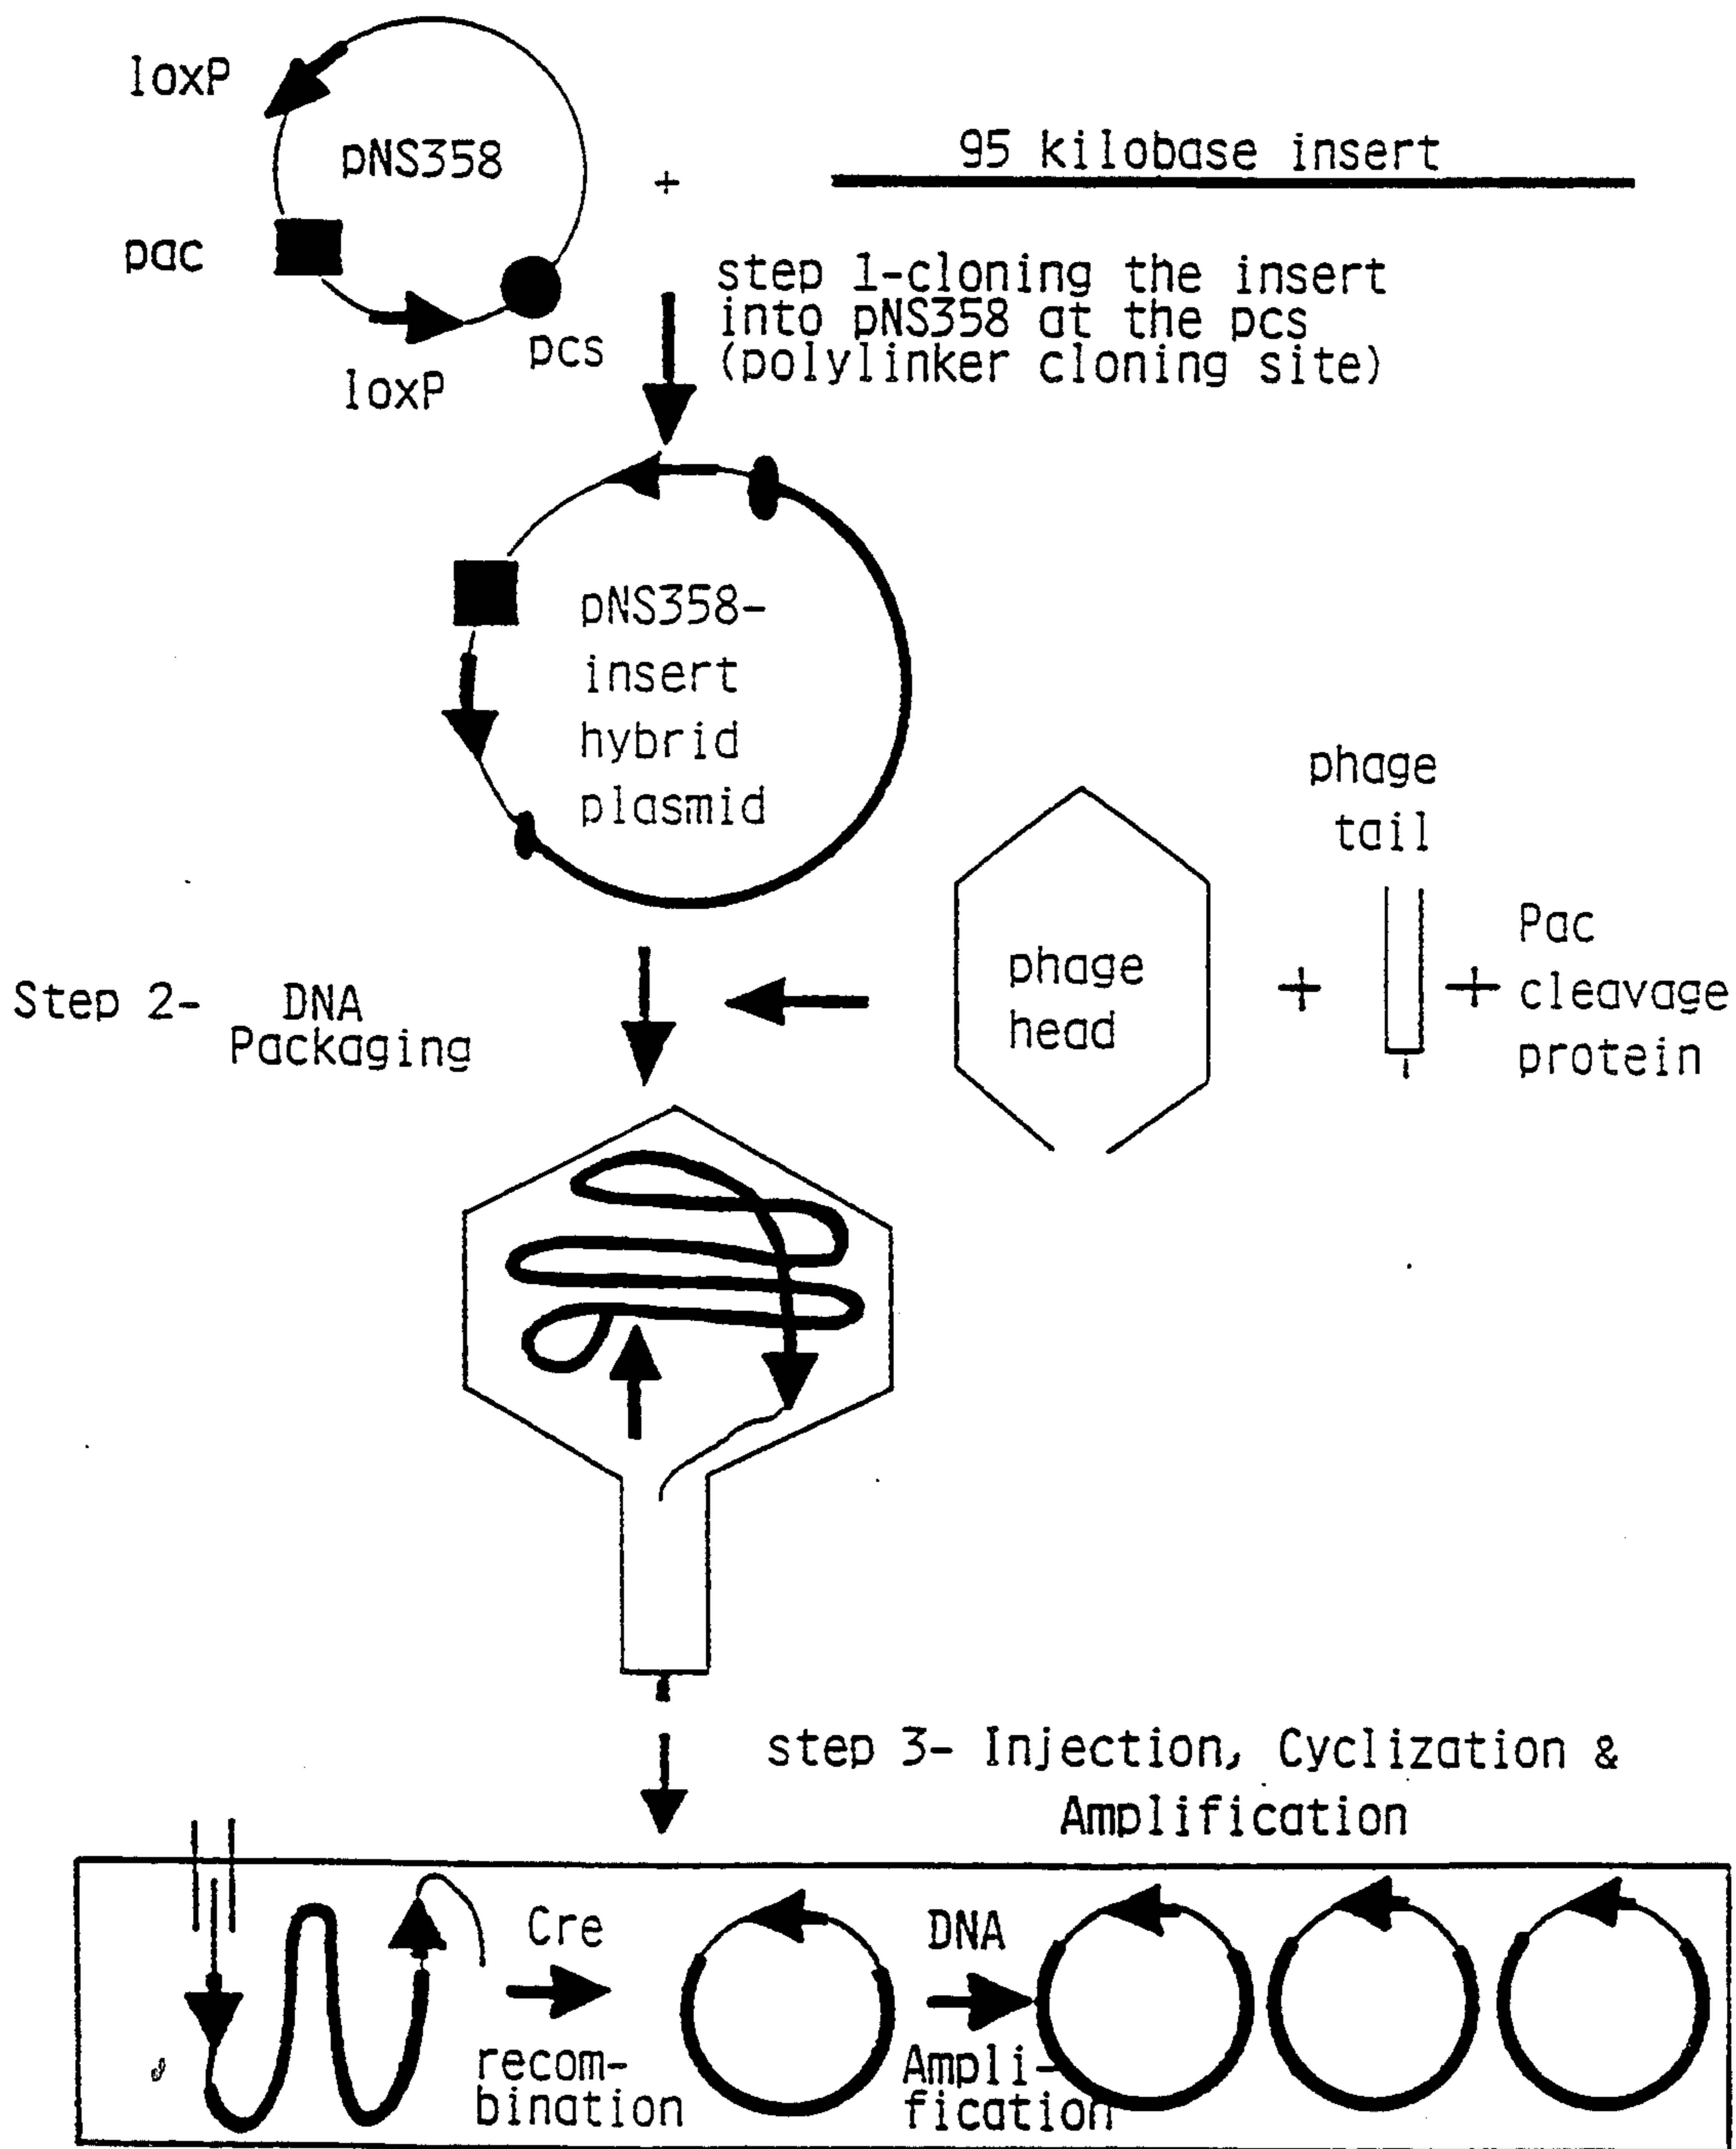 loxP
pNS358
pac
loxP
pcs
+
95 kilobase insert
step 1-cloning the insert
into pNS358 at the pcs
(polylinker cloning site)
pNS358-
insert
hybrid
plasmid
Step 2- DNA
Packaging
phage
head
+
phage
tail
+
Pac
cleavage
protein
step 3- Injection, Cyclization &
Amplification
Cre
recom-
bination
DNA
Ampli-
fication